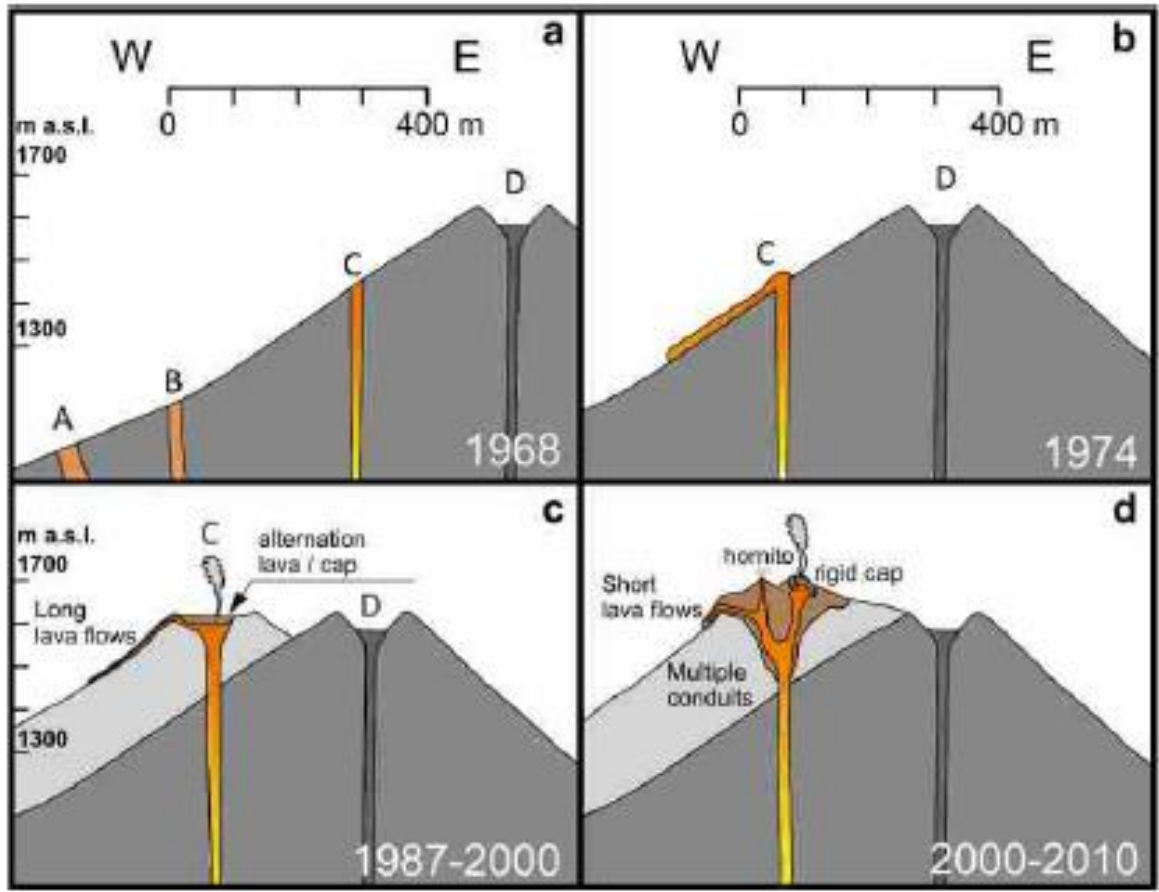 a
W E
0 400 m
m a.s.l.
1700
D
C
1300
B
A
1968
b
W E
0 400 m
D
C
1974
c
m a.s.l.
1700
C
alternation
lava / cap
Long
lava flows
D
1300
1987-2000
d
hornito
rigid cap
Short
lava flows
Multiple
conduits
2000-2010